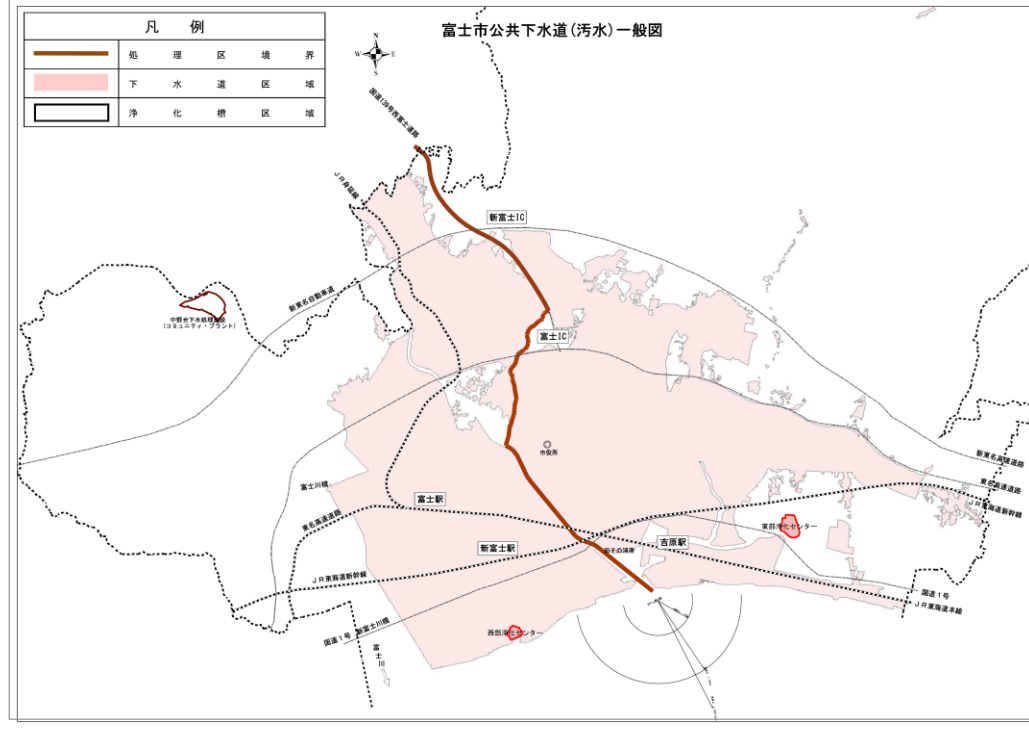 富士市公共下水道(汚水)一般図
凡 例
処理区境界
下水道区域
浄化槽区域
N
W E
S
国道139号西富士道路
JR身延線
新富士IC
新東名自動車道
中野台下水処理施設
(コミュニティ・プラント)
富士IC
市役所
新東名高速道路
東名高速道路
JR東海道新幹線
富士川橋
富士駅
東名高速道路
新富士駅
田子の浦港
吉原駅
東部浄化センター
JR東海道新幹線
国道1号
JR東海道本線
国道1号 新富士川橋
西部浄化センター
富士川